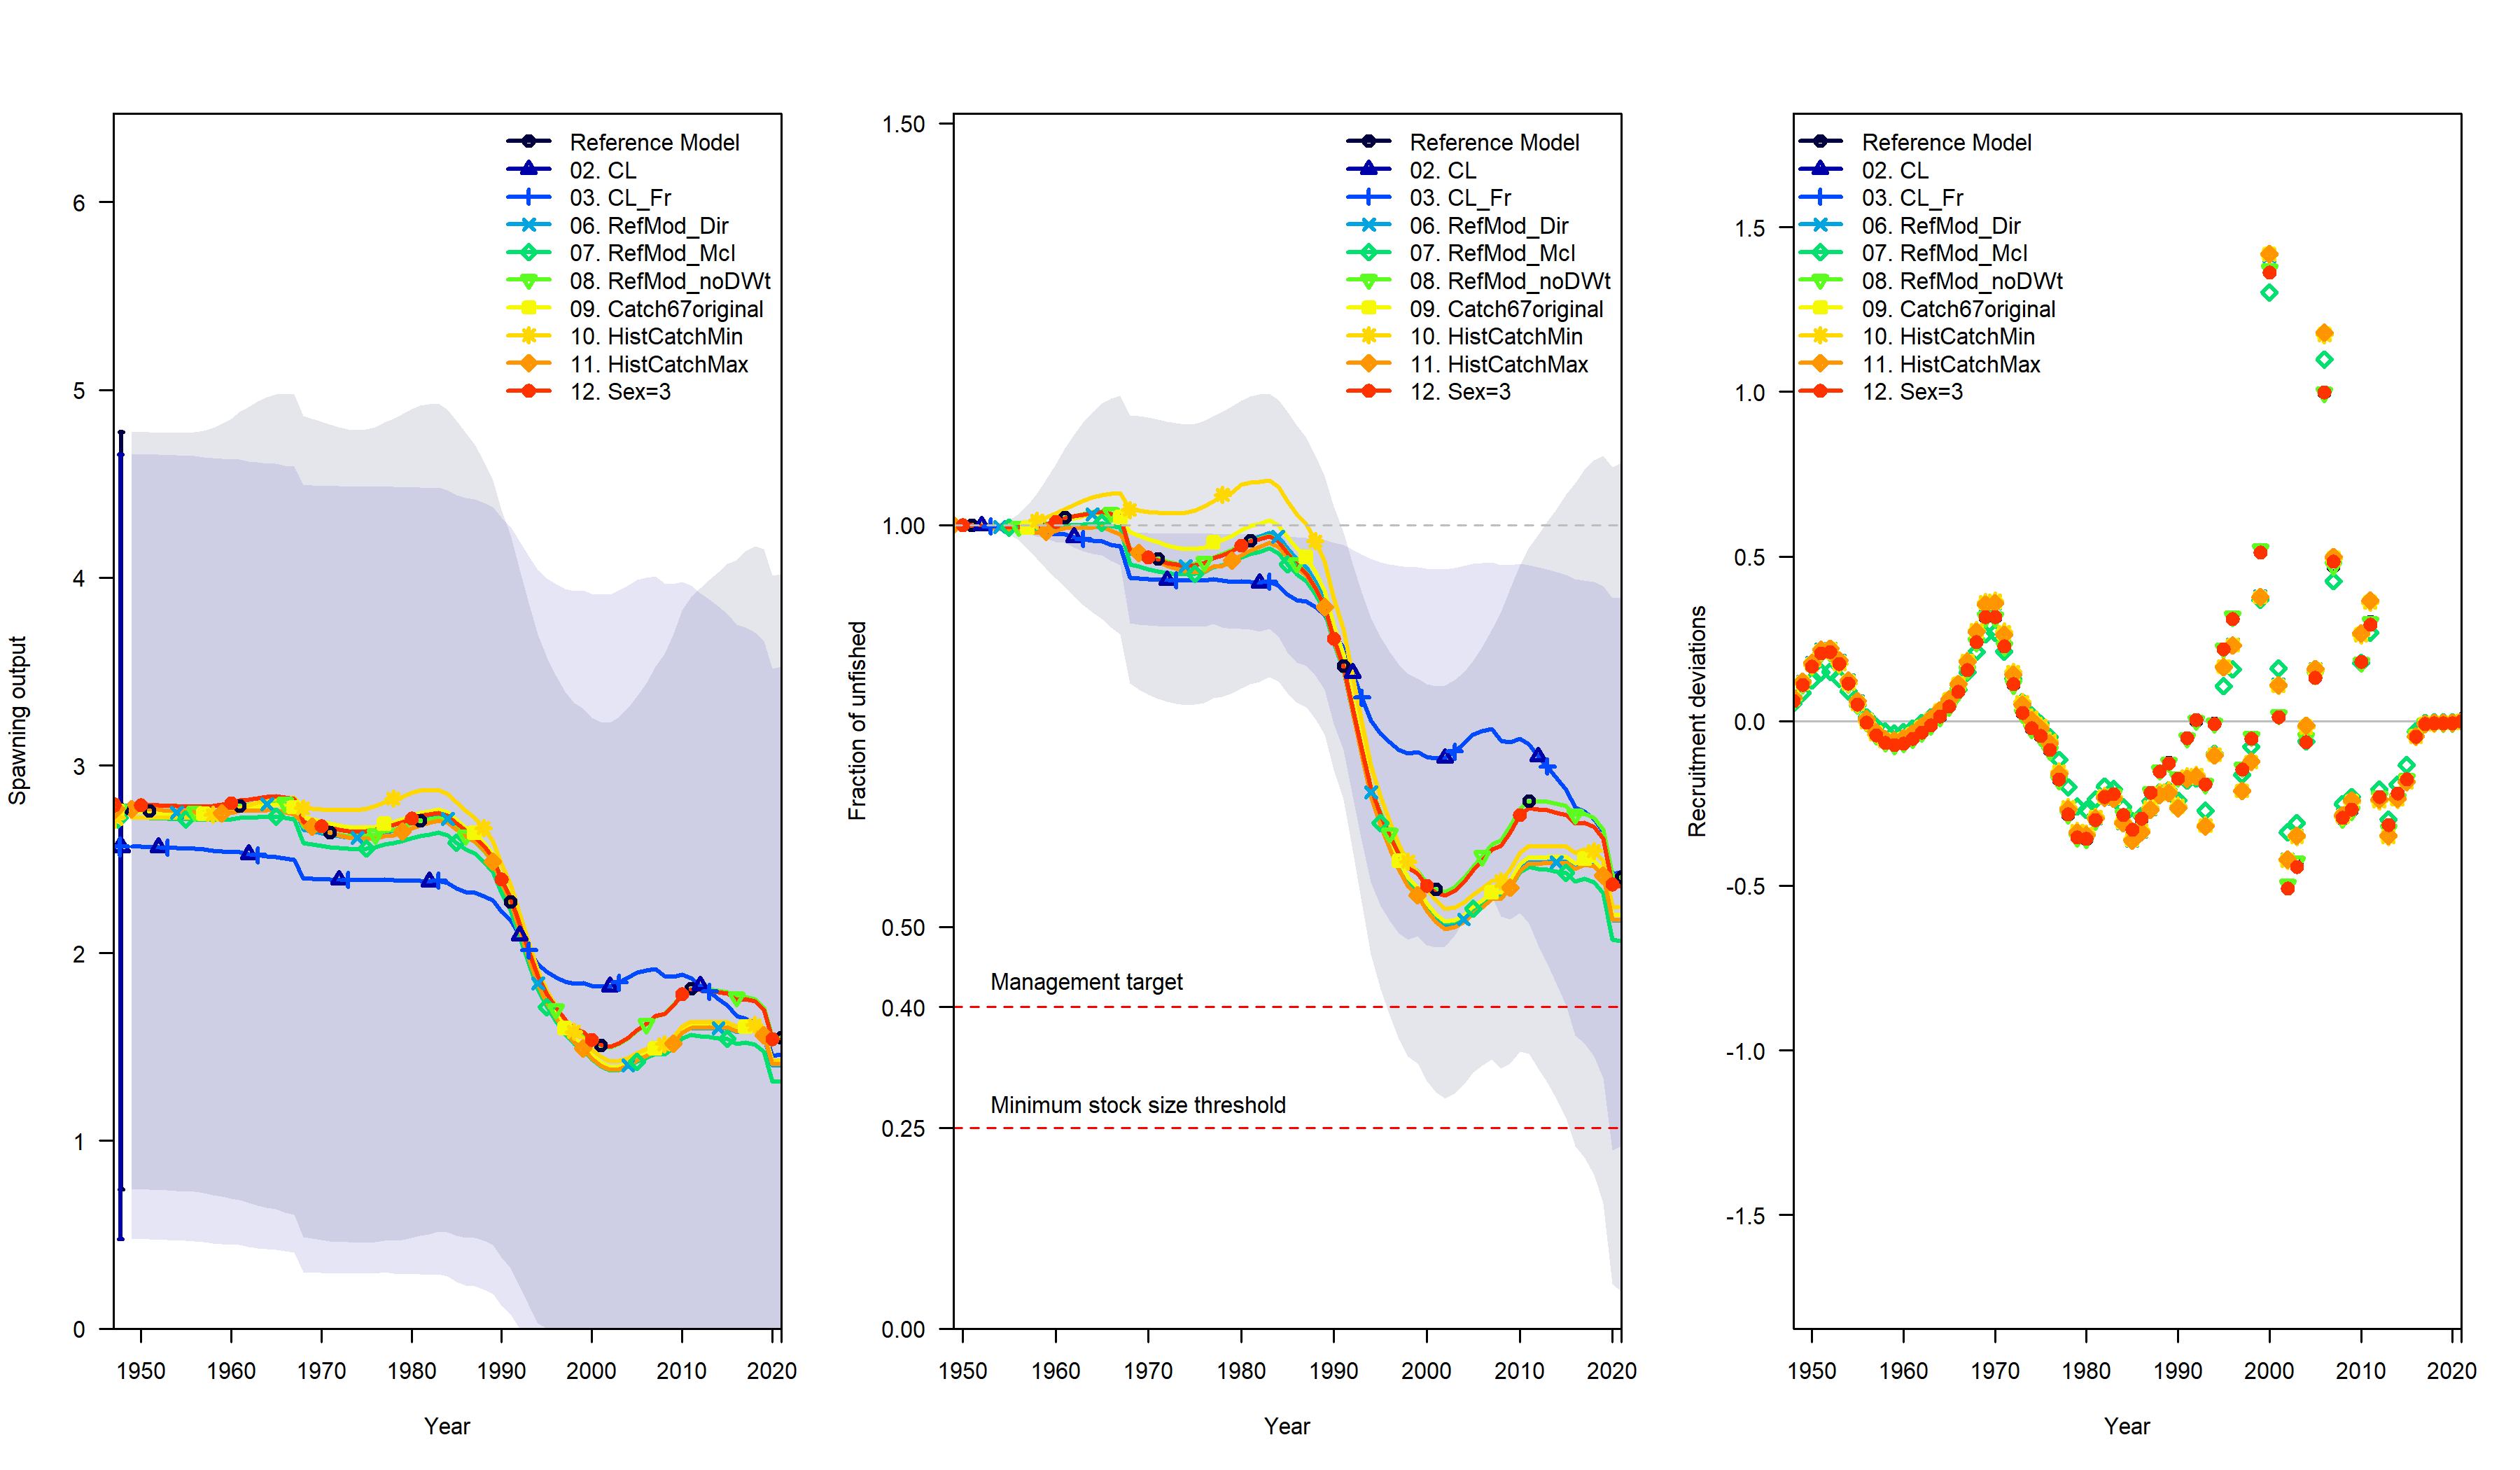 Spawning output
6
5
4
3
2
1
0
1950 1960 1970 1980 1990 2000 2010 2020
Year
Reference Model
02. CL
03. CL_Fr
06. RefMod_Dir
07. RefMod_McI
08. RefMod_noDWt
09. Catch67original
10. HistCatchMin
11. HistCatchMax
12. Sex=3
Fraction of unfished
1.50
1.00
0.50
0.40
0.25
0.00
Management target
Minimum stock size threshold
1950 1960 1970 1980 1990 2000 2010 2020
Year
Reference Model
02. CL
03. CL_Fr
06. RefMod_Dir
07. RefMod_McI
08. RefMod_noDWt
09. Catch67original
10. HistCatchMin
11. HistCatchMax
12. Sex=3
Recruitment deviations
1.5
1.0
0.5
0.0
-0.5
-1.0
-1.5
1950 1960 1970 1980 1990 2000 2010 2020
Year
Reference Model
02. CL
03. CL_Fr
06. RefMod_Dir
07. RefMod_McI
08. RefMod_noDWt
09. Catch67original
10. HistCatchMin
11. HistCatchMax
12. Sex=3